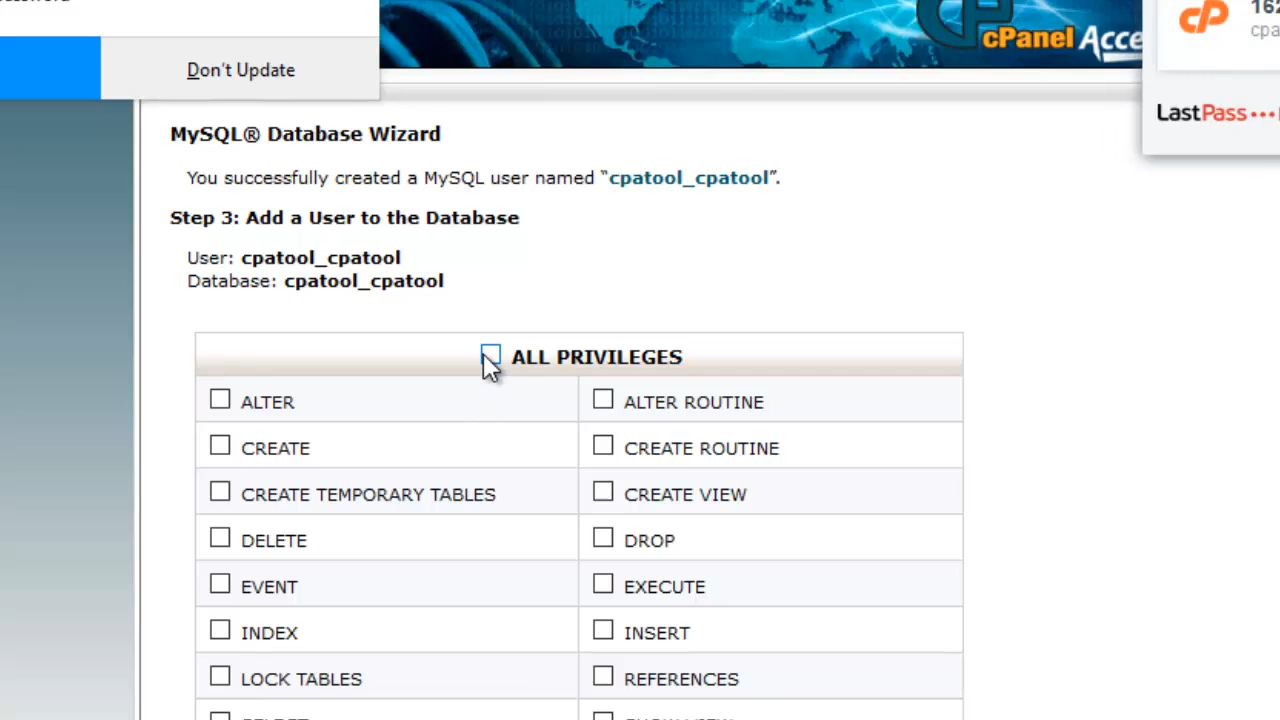 Don't Update
cPanel Acce
162
cpa
LastPass
MySQL® Database Wizard
You successfully created a MySQL user named “cpatool_cpatool”.
Step 3: Add a User to the Database
User: cpatool_cpatool
Database: cpatool_cpatool
ALL PRIVILEGES
ALTER
ALTER ROUTINE
CREATE
CREATE ROUTINE
CREATE TEMPORARY TABLES
CREATE VIEW
DELETE
DROP
EVENT
EXECUTE
INDEX
INSERT
LOCK TABLES
REFERENCES